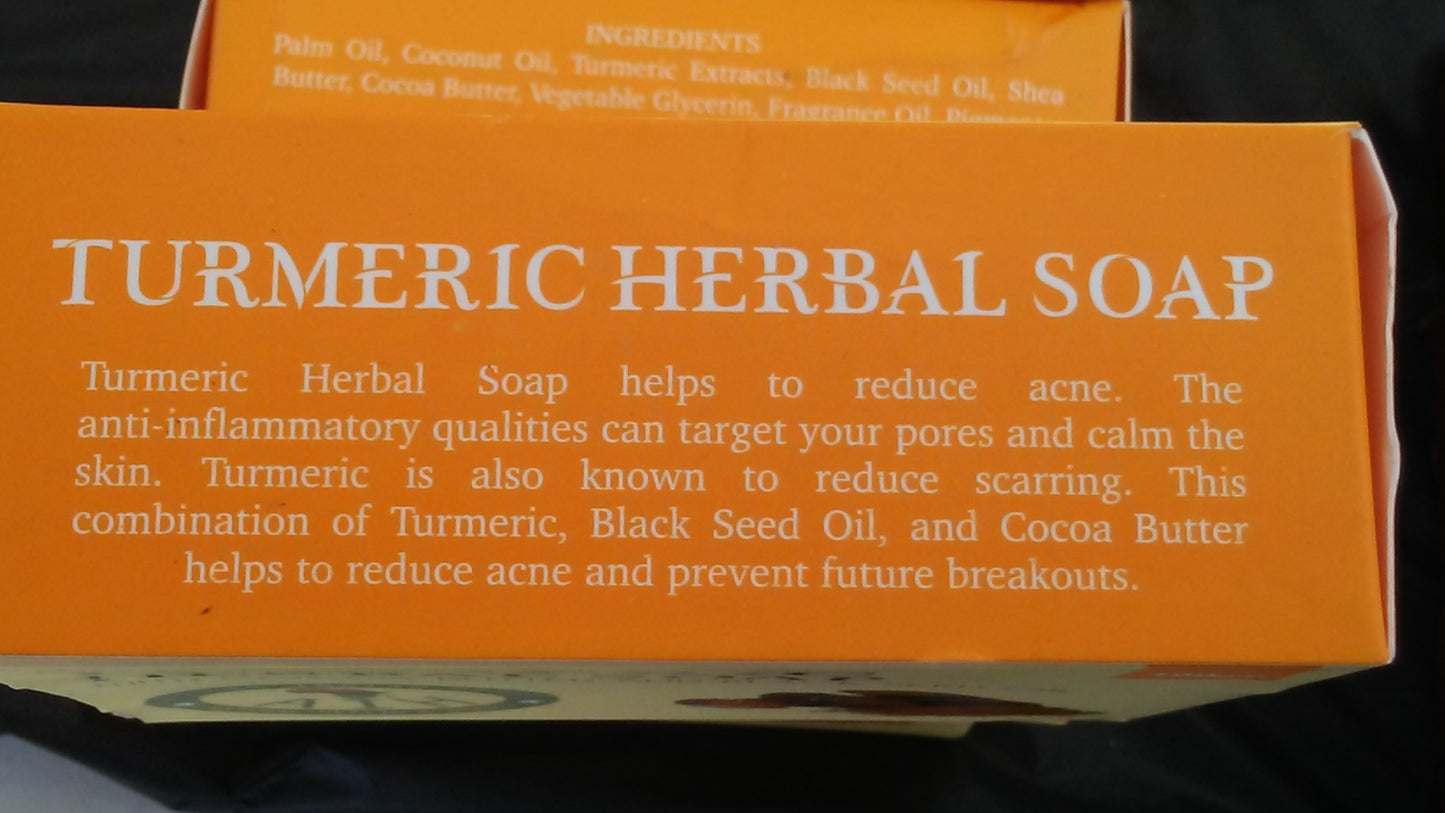 INGREDIENTS
Palm Oil, Coconut Oil, Turmeric Extracts, Black Seed Oil, Shea
Butter, Cocoa Butter, Vegetable Glycerin, Fragrance Oil,
TURMERIC HERBAL SOAP
Turmeric Herbal Soap helps to reduce acne. The
anti-inflammatory qualities can target your pores and calm the
skin. Turmeric is also known to reduce scarring. This
combination of Turmeric, Black Seed Oil, and Cocoa Butter
helps to reduce acne and prevent future breakouts.